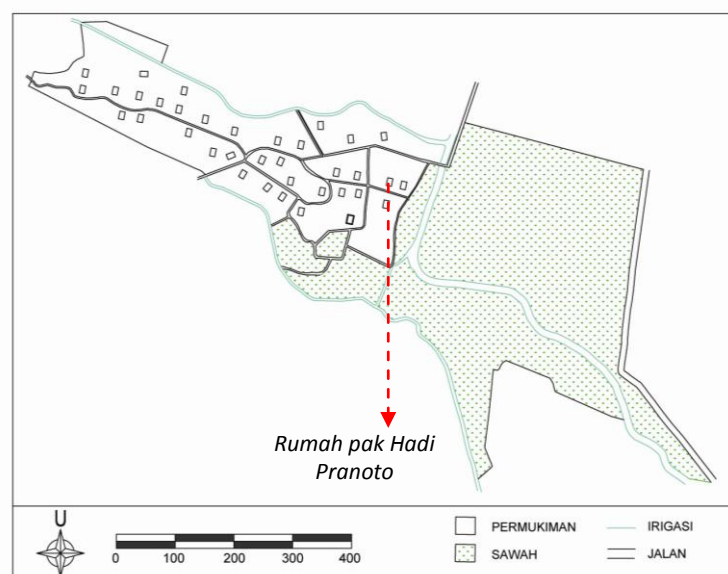 Rumah pak Hadi
Pranoto
U
0 100 200 300 400
PERMUKIMAN
SAWAH
IRIGASI
JALAN